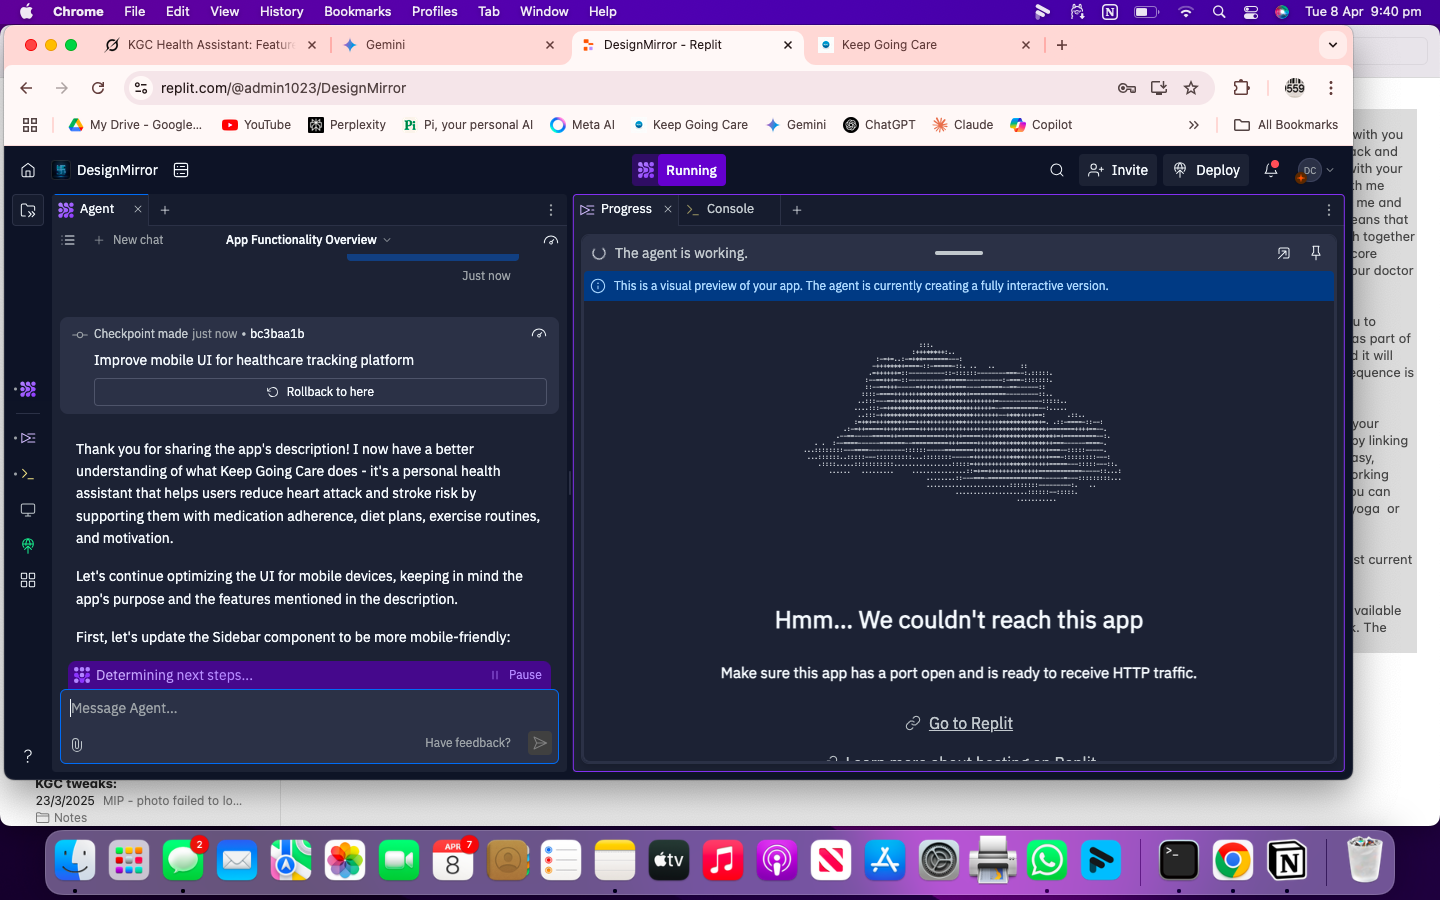 Chrome File Edit View History Bookmarks Profiles Tab Window Help
Tue 8 Apr 9:40 pm
KGC Health Assistant: Featur
Gemini
DesignMirror - Replit
Keep Going Care
replit.com/@admin1023/DesignMirror
559
My Drive - Google...
YouTube
Perplexity
Pi, your personal AI
Meta AI
Keep Going Care
Gemini
ChatGPT
Claude
Copilot
All Bookmarks
DesignMirror
Running
Invite
Deploy
DC
Agent
Progress
Console
New chat
App Functionality Overview
Just now
Checkpoint made just now • bc3baa1b
Improve mobile UI for healthcare tracking platform
Rollback to here
Thank you for sharing the app's description! I now have a better
understanding of what Keep Going Care does - it's a personal health
assistant that helps users reduce heart attack and stroke risk by
supporting them with medication adherence, diet plans, exercise routines,
and motivation.
Let's continue optimizing the UI for mobile devices, keeping in mind the
app's purpose and the features mentioned in the description.
First, let's update the Sidebar component to be more mobile-friendly:
Determining next steps...
Pause
Message Agent...
Have feedback?
The agent is working.
This is a visual preview of your app. The agent is currently creating a fully interactive version.
Hmm... We couldn't reach this app
Make sure this app has a port open and is ready to receive HTTP traffic.
Go to Replit
Learn more about hosting on Replit
with you
ack and
with your
th me
me and
eans that
h together
core
our doctor
u to
as part of
d it will
equence is
your
by linking
asy,
orking
ou can
yoga or
st current
vailable
. The
KGC tweaks:
23/3/2025 MIP - photo failed to lo...
Notes
2
APR
8
7
tv